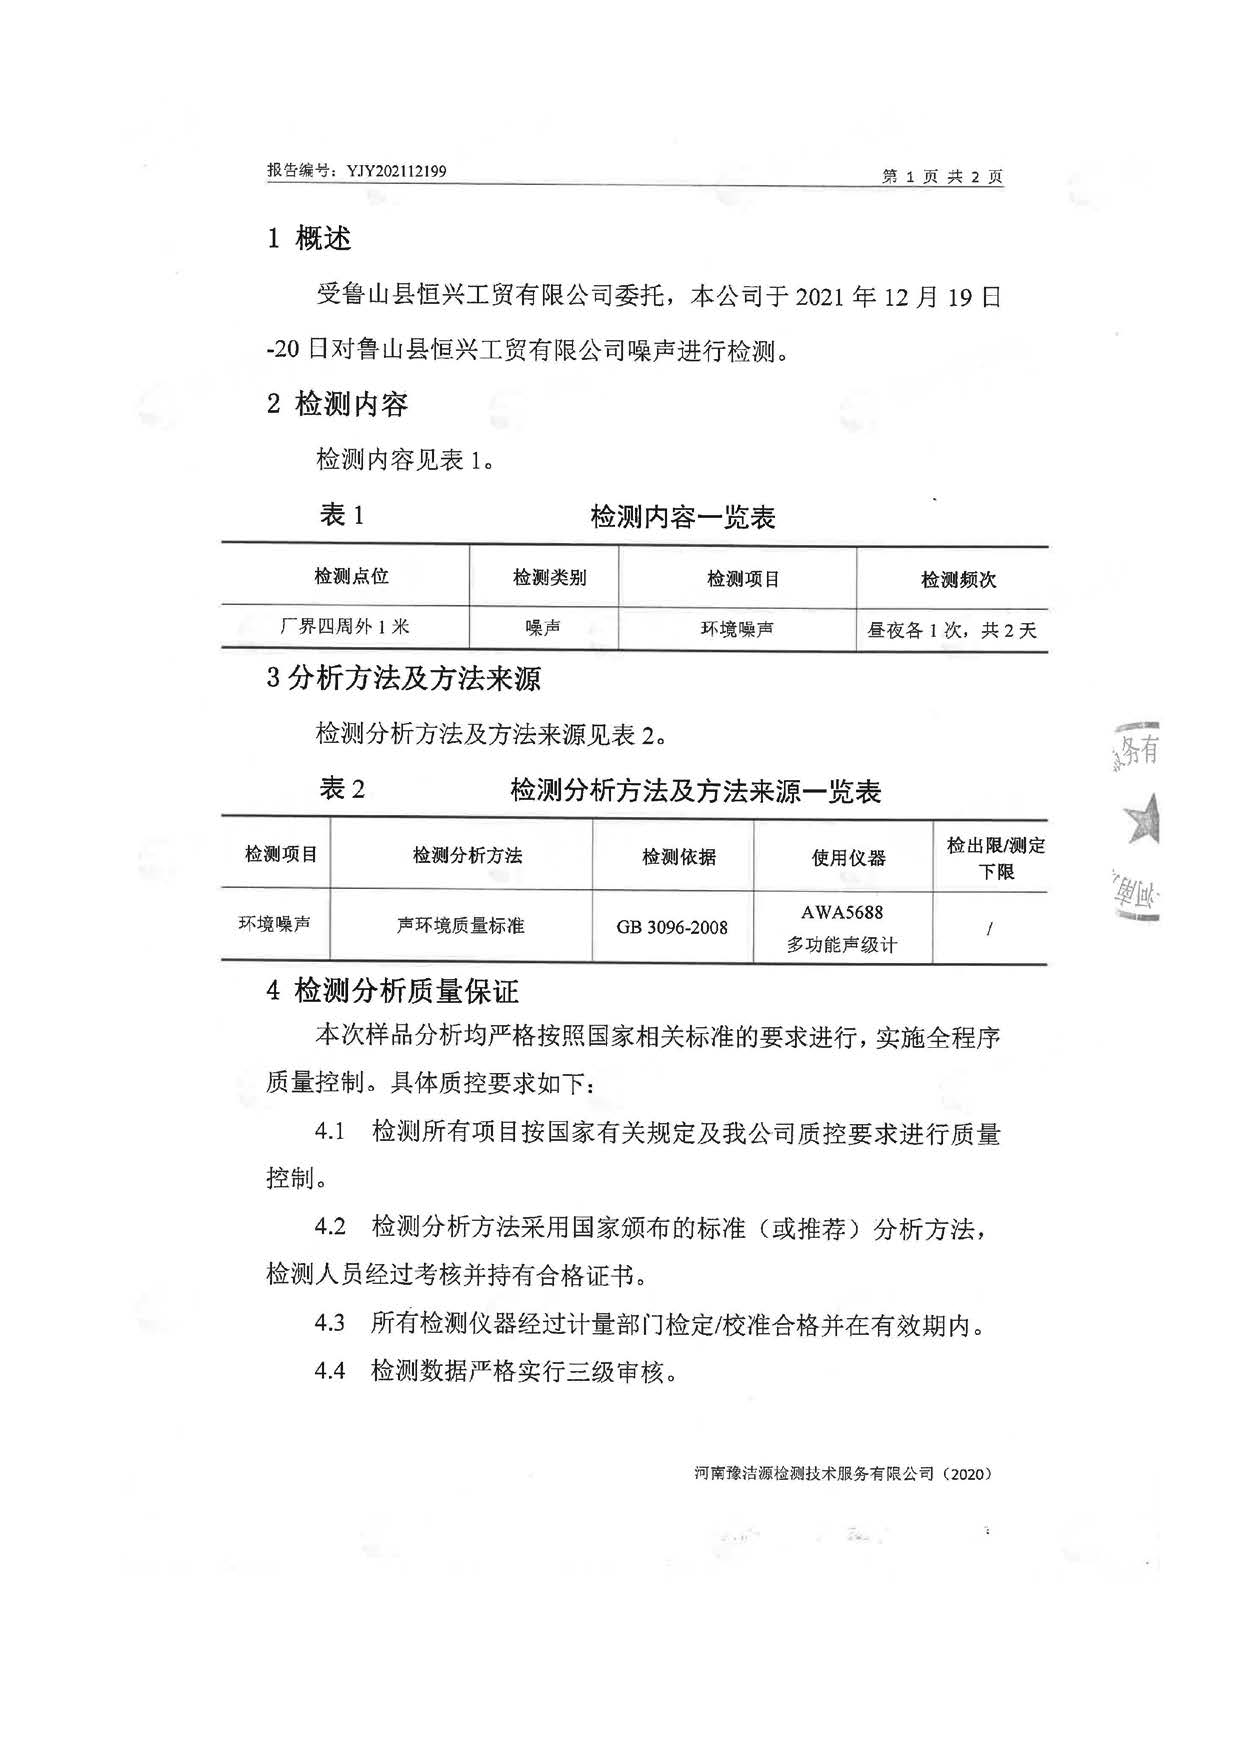 报告编号：YJY202112199
第 1 页 共 2 页
1 概述
受鲁山县恒兴工贸有限公司委托，本公司于 2021 年 12 月 19 日
-20 日对鲁山县恒兴工贸有限公司噪声进行检测。
2 检测内容
检测内容见表 1。
表 1 检测内容一览表
检测点位 检测类别 检测项目 检测频次
厂界四周外 1 米 噪声 环境噪声 昼夜各 1 次，共 2 天
3 分析方法及方法来源
检测分析方法及方法来源见表 2。
表 2 检测分析方法及方法来源一览表
检测项目 检测分析方法 检测依据 使用仪器 检出限/测定
下限
环境噪声 声环境质量标准 GB 3096-2008 AWA5688 /
多功能声级计
4 检测分析质量保证
本次样品分析均严格按照国家相关标准的要求进行，实施全程序
质量控制。具体质控要求如下：
4.1 检测所有项目按国家有关规定及我公司质控要求进行质量
控制。
4.2 检测分析方法采用国家颁布的标准（或推荐）分析方法，
检测人员经过考核并持有合格证书。
4.3 所有检测仪器经过计量部门检定/校准合格并在有效期内。
4.4 检测数据严格实行三级审核。
河南豫洁源检测技术服务有限公司（2020）
务有
河南